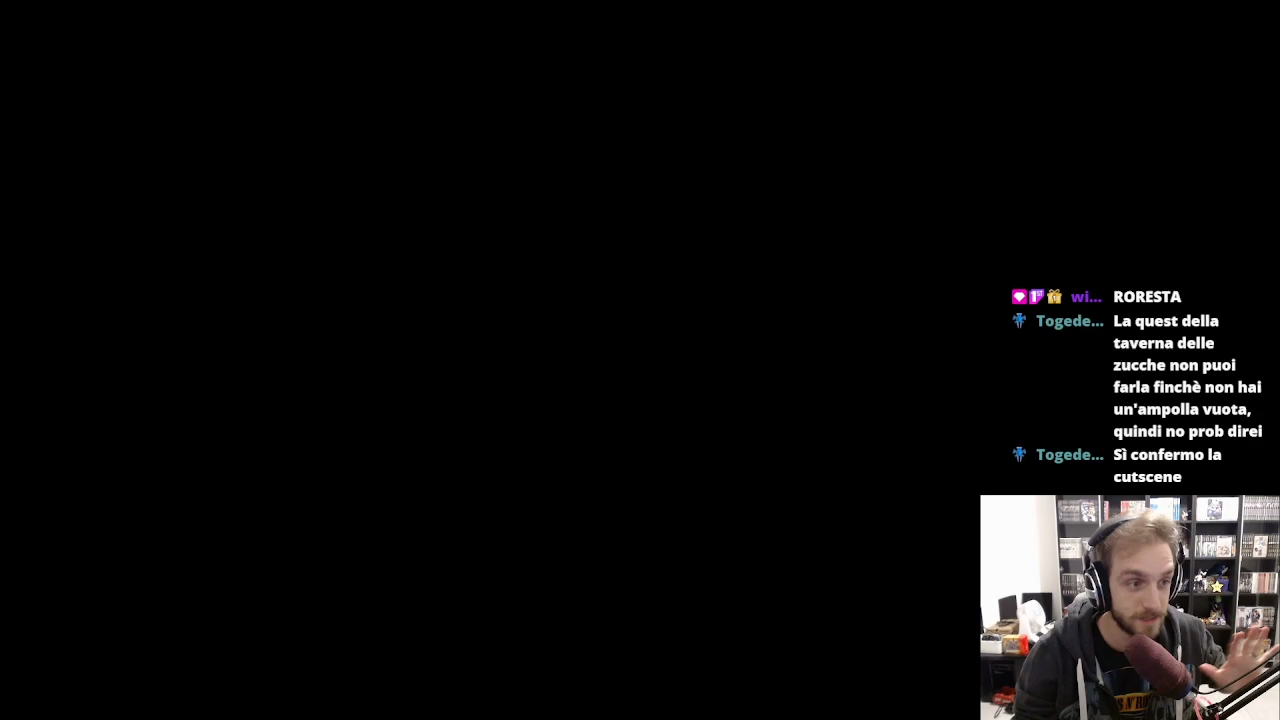 wi... RORESTA
Togede... La quest della
taverna delle
zucche non puoi
farla finchè non hai
un'ampolla vuota,
quindi no prob direi
Togede... Sì confermo la
cutscene